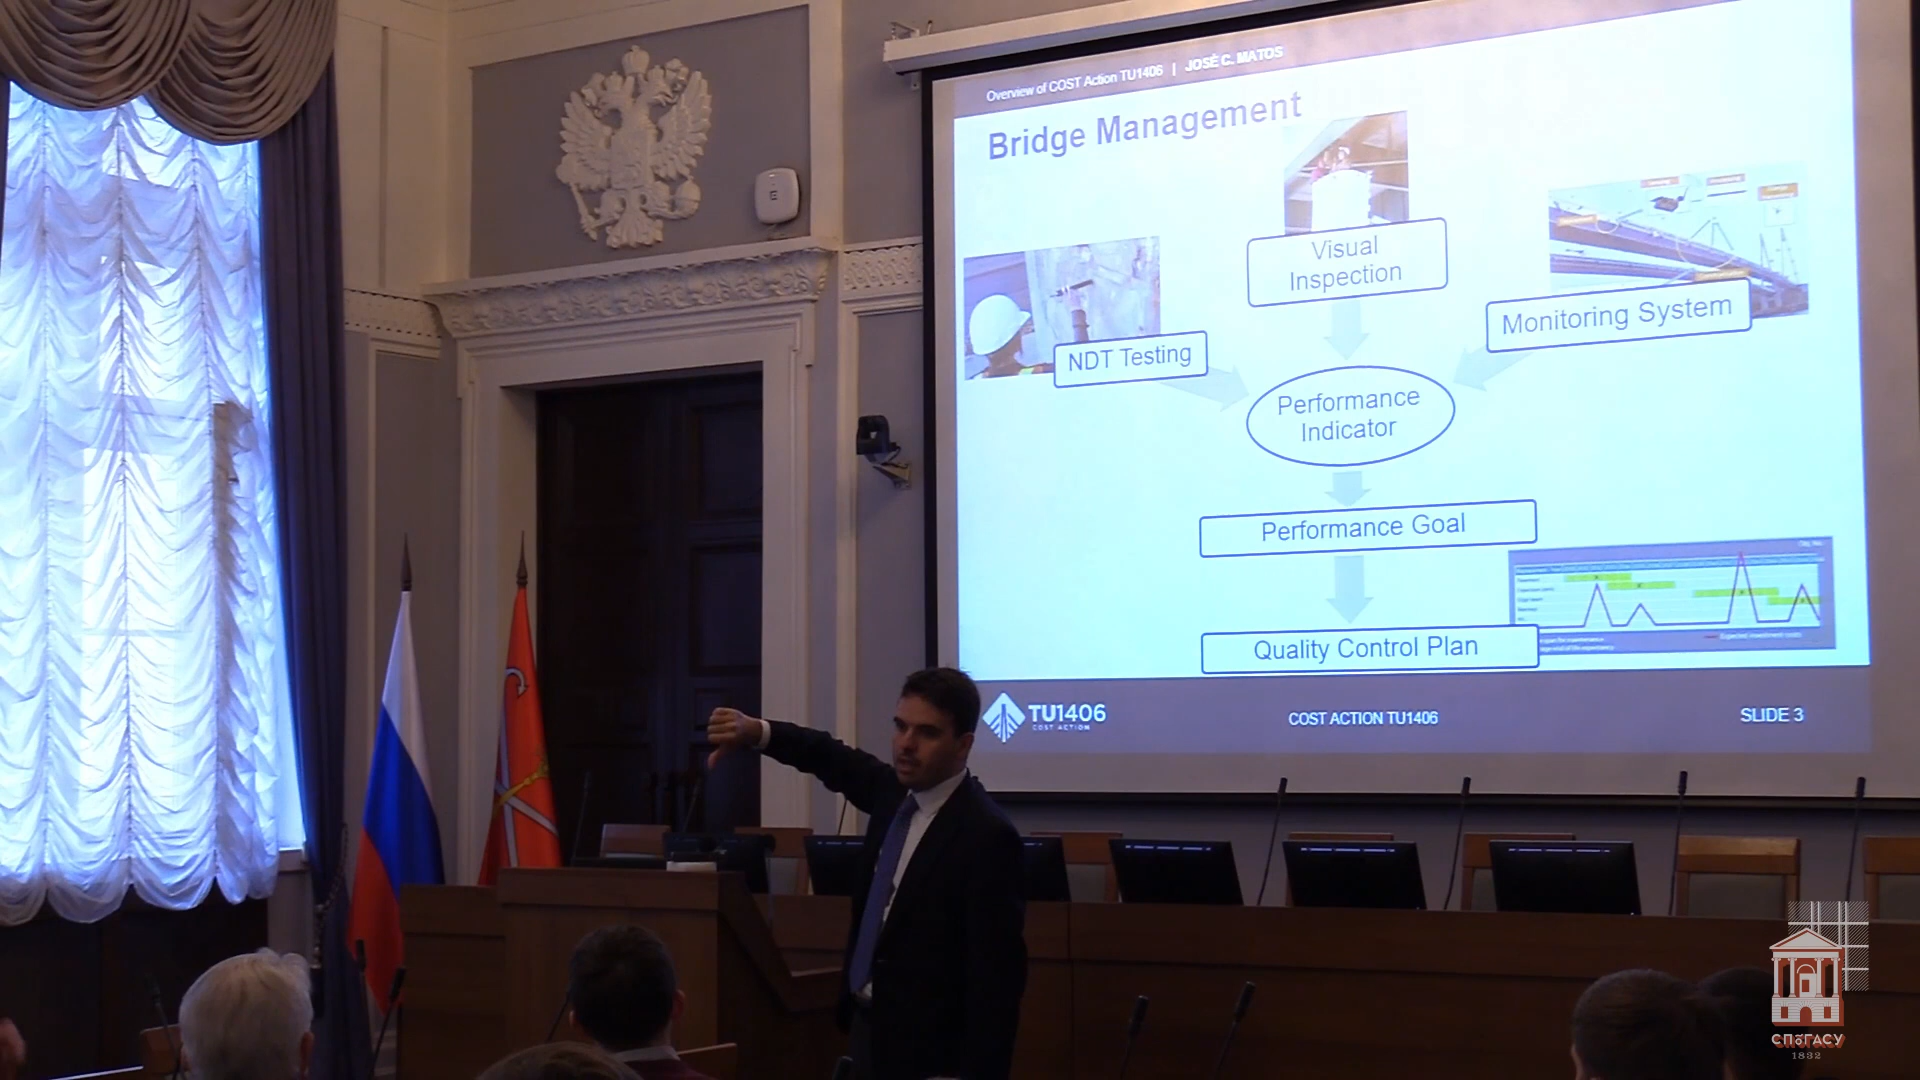 Overview of COST Action TU1406 | JOSÉ C. MATOS
Bridge Management
Visual
Inspection
Monitoring System
NDT Testing
Performance
Indicator
Performance Goal
Quality Control Plan
TU1406
COST ACTION
COST ACTION TU1406
SLIDE 3
СПбГАСУ
1832